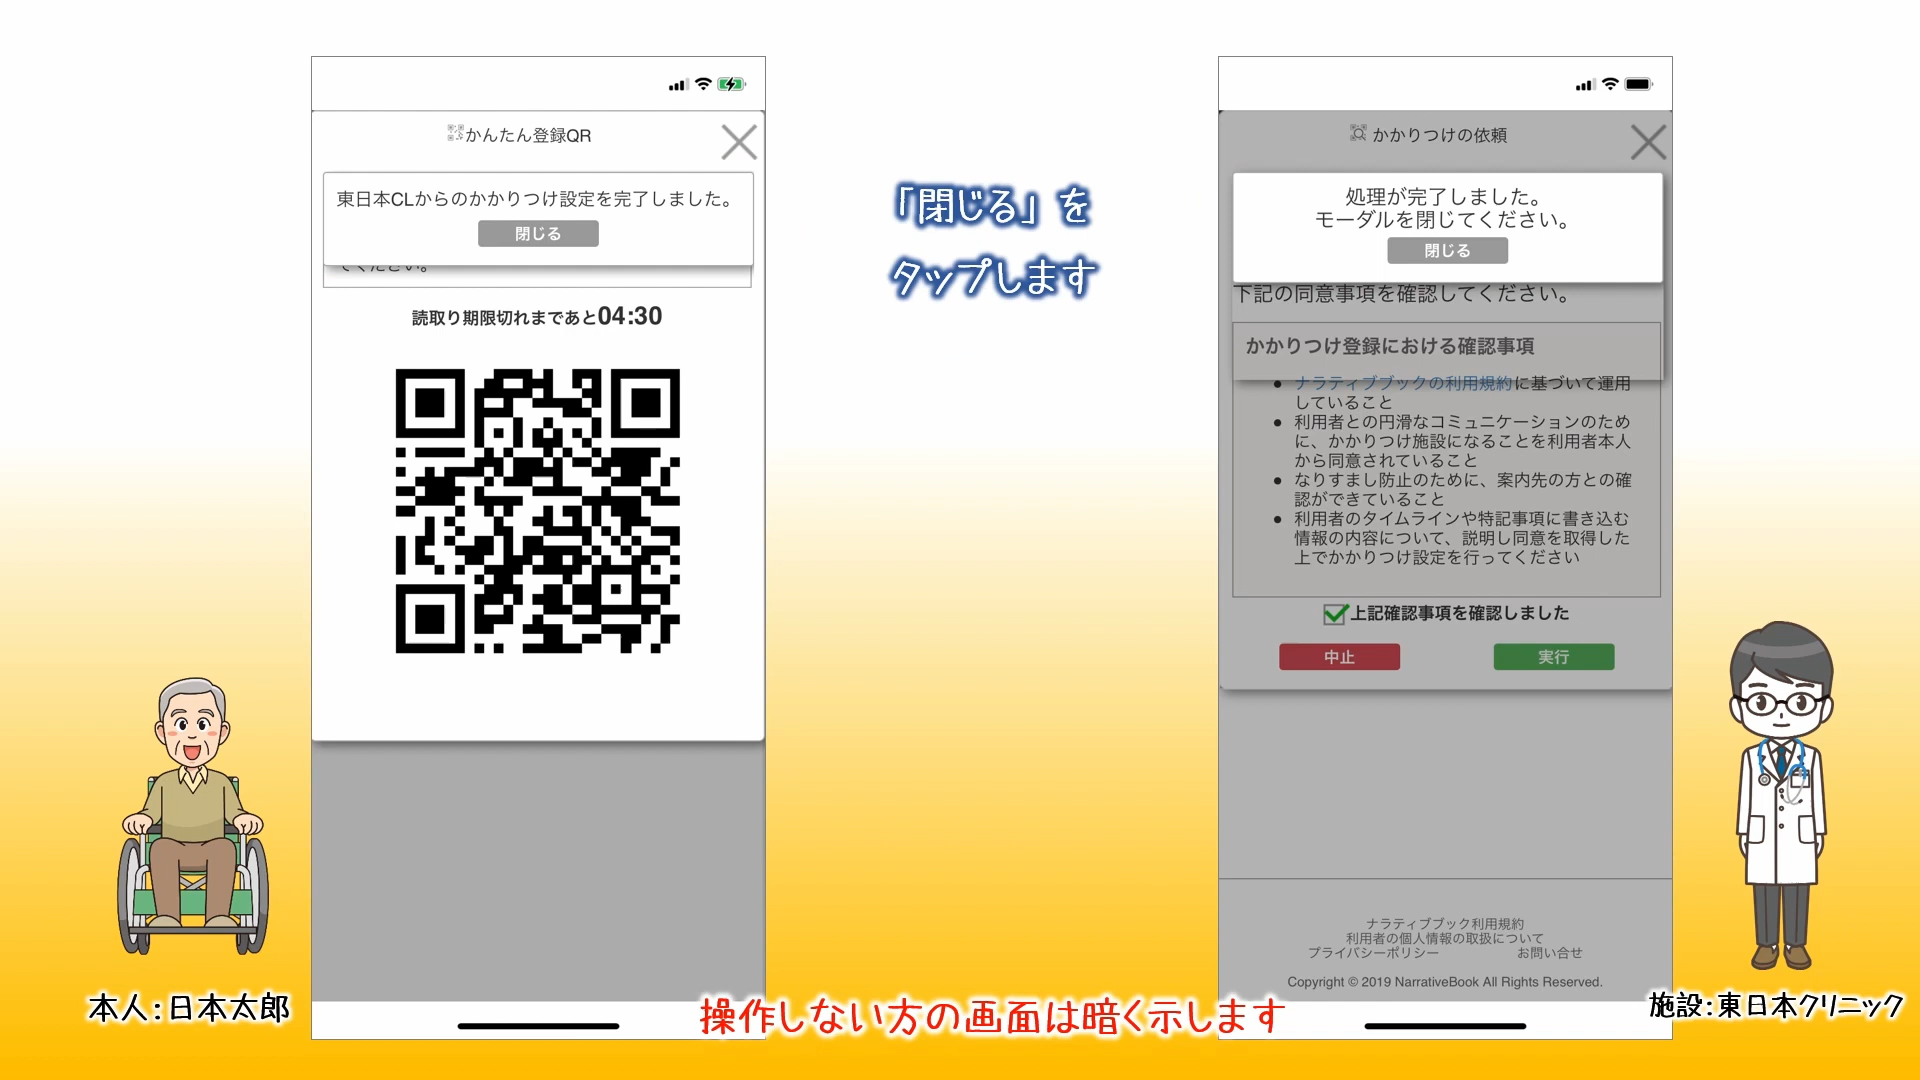 かんたん登録QR
東日本CLからのかかりつけ設定を完了しました。
閉じる
てください。
読取り期限切れまであと04:30
「閉じる」を
タップします
かかりつけの依頼
処理が完了しました。
モーダルを閉じてください。
閉じる
下記の同意事項を確認してください。
かかりつけ登録における確認事項
• ナラティブブックの利用規約に基づいて運用
していること
• 利用者との円滑なコミュニケーションのため
に、かかりつけ施設になることを利用者本人
から同意されていること
• なりすまし防止のために、案内先の方との確
認ができていること
• 利用者のタイムラインや特記事項に書き込む
情報の内容について、説明し同意を取得した
上でかかりつけ設定を行ってください
上記確認事項を確認しました
中止
実行
ナラティブブック利用規約
利用者の個人情報の取扱について
プライバシーポリシー
お問い合せ
Copyright © 2019 NarrativeBook All Rights Reserved.
本人：日本太郎
操作しない方の画面は暗く示します
施設：東日本クリニック